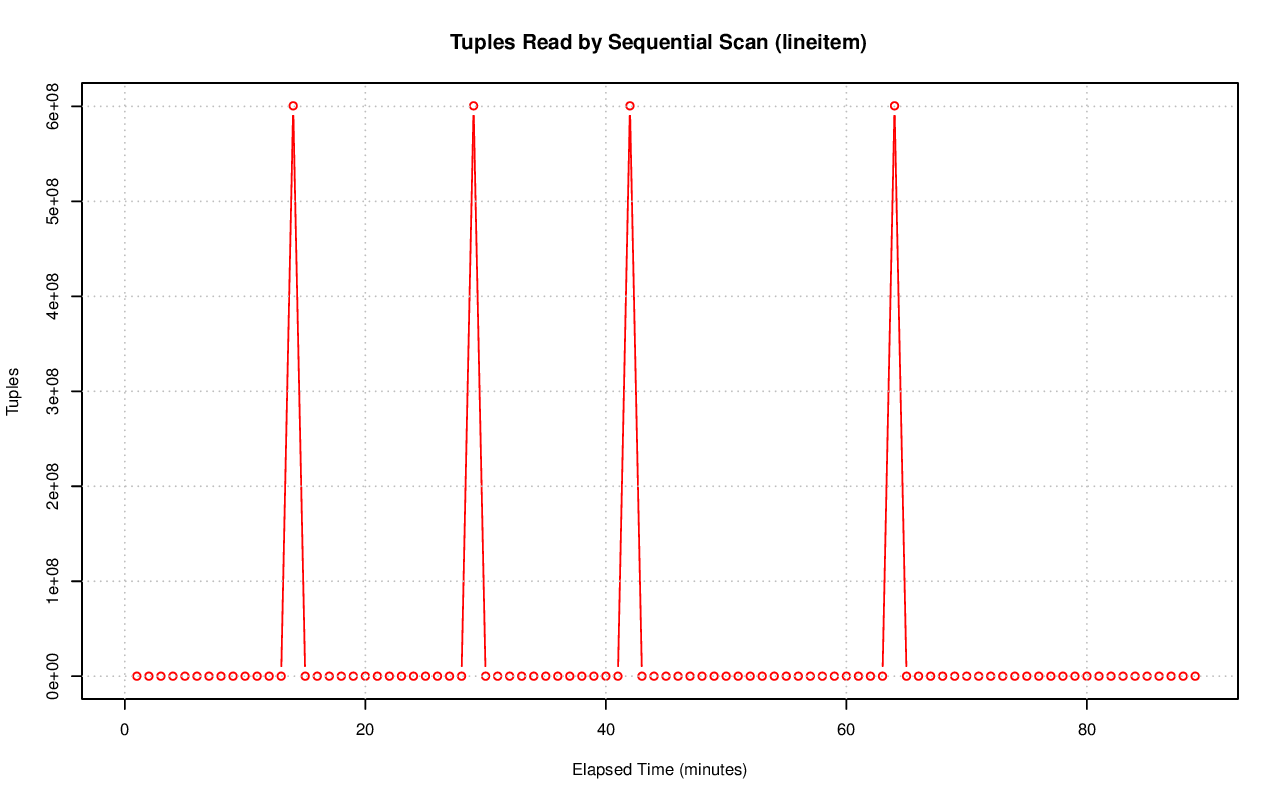 Tuples Read by Sequential Scan (lineitem)
6e+08
5e+08
4e+08
3e+08
2e+08
1e+08
0e+00
Tuples
0 20 40 60 80
Elapsed Time (minutes)